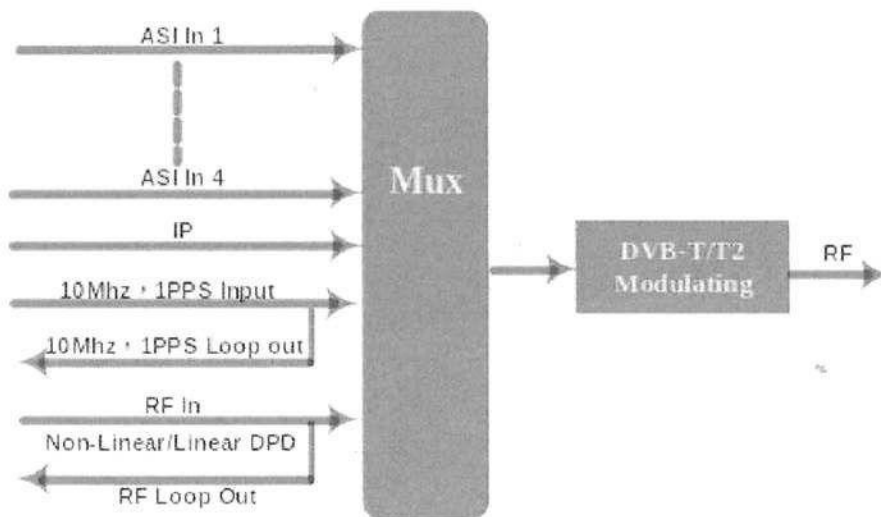 ASI In 1
ASI In 4
IP
10Mhz，1PPS Input
10Mhz，1PPS Loop out
RF In
Non-Linear/Linear DPD
RF Loop Out
Mux
DVB-T/T2
Modulating
RF